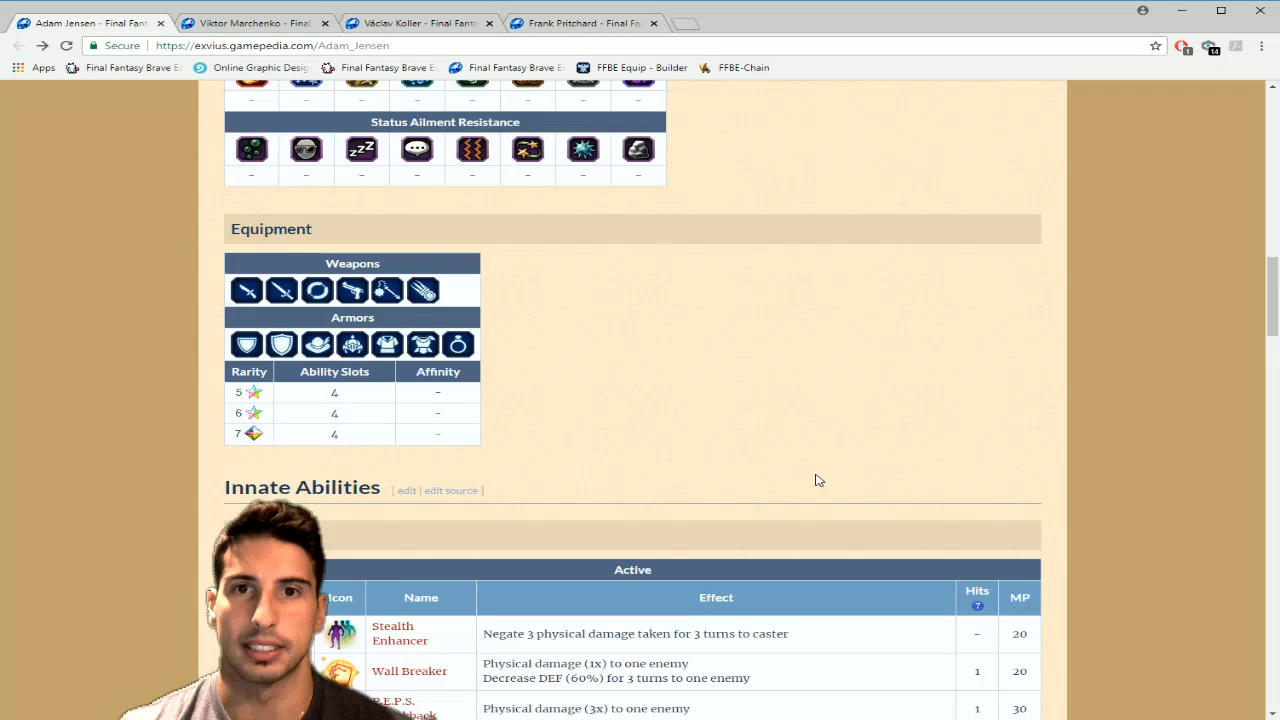 Adam Jensen - Final Fant
Viktor Marchenko - Final
Václav Koller - Final Fanta
Frank Pritchard - Final Fa
Secure
https://exvius.gamepedia.com/Adam_Jensen
1
14
Apps
Final Fantasy Brave E
Online Graphic Desig
Final Fantasy Brave E
Final Fantasy Brave E
FFBE Equip - Builder
FFBE-Chain
- - - - - - - -
Status Ailment Resistance
zzZ
- - - - - - - -
Equipment
Weapons
Armors
Rarity Ability Slots Affinity
5 4 -
6 4 -
7 4 -
Innate Abilities [ edit | edit source ]
Active
Icon Name Effect Hits MP
?
Stealth
Enhancer
Negate 3 physical damage taken for 3 turns to caster - 20
Wall Breaker
Physical damage (1x) to one enemy
Decrease DEF (60%) for 3 turns to one enemy
1 20
P.E.P.S.
Physical damage (3x) to one enemy 1 30